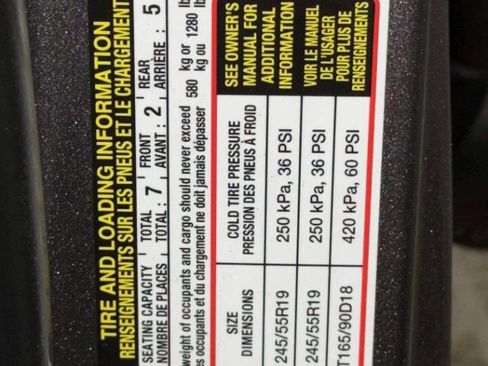 TIRE AND LOADING INFORMATION
RENSEIGNEMENTS SUR LES PNEUS ET LE CHARGEMENT
SEATING CAPACITY TOTAL : 7 FRONT 2 REAR 5
NOMBRE DE PLACES TOTAL : AVANT : ARRIÈRE :
weight of occupants and cargo should never exceed 580 kg or 1280
es occupants et du chargement ne doit jamais dépasser kg ou
SIZE
DIMENSIONS
COLD TIRE PRESSURE
PRESSION DES PNEUS À FROID
SEE OWNER'S
MANUAL FOR
ADDITIONAL
INFORMATION
VOIR LE MANUEL
DE L'USAGER
POUR PLUS DE
RENSEIGNEMENTS
245/55R19 250 kPa, 36 PSI
245/55R19 250 kPa, 36 PSI
T165/90D18 420 kPa, 60 PSI